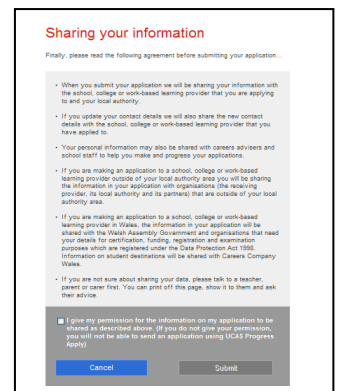 Sharing your information
Finally, please read the following agreement before submitting your application...
• When you submit your application we will be sharing your information with
the school, college or work-based learning provider that you are applying
to and your local authority.
• If you update your contact details we will also share the new contact
details with the school, college or work-based learning provider that you
have applied to.
• Your personal information may also be shared with careers advisers and
school staff to help you make and progress your applications.
• If you are making an application to a school, college or work-based
learning provider outside of your local authority area you will be sharing
the information in your application with organisations (the receiving
provider, its local authority and its partners) that are outside of your local
authority area.
• If you are making an application to a school, college or work-based
learning provider in Wales, the information in your application will be
shared with the Welsh Assembly Government and organisations that need
your details for certification, funding, registration and examination
purposes which are registered under the Data Protection Act 1998.
Information on student destinations will be shared with Careers Company
Wales.
• If you are not sure about sharing your data, please talk to a teacher,
parent or carer first. You can print off this page, show it to them and ask
their advice.
I give my permission for the information on my application to be
shared as described above. (If you do not give your permission,
you will not be able to send an application using UCAS Progress
Apply)
Cancel
Submit